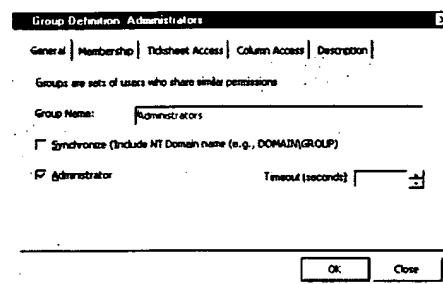 Group Definition Administrators
General Membership Ticksheet Access Column Access Description
Groups are sets of users who share similar permissions
Group Name: Administrators
Synchronize (Include NT Domain name (e.g., DOMAIN\GROUP)
Administrator Timeout (seconds)
OK Close